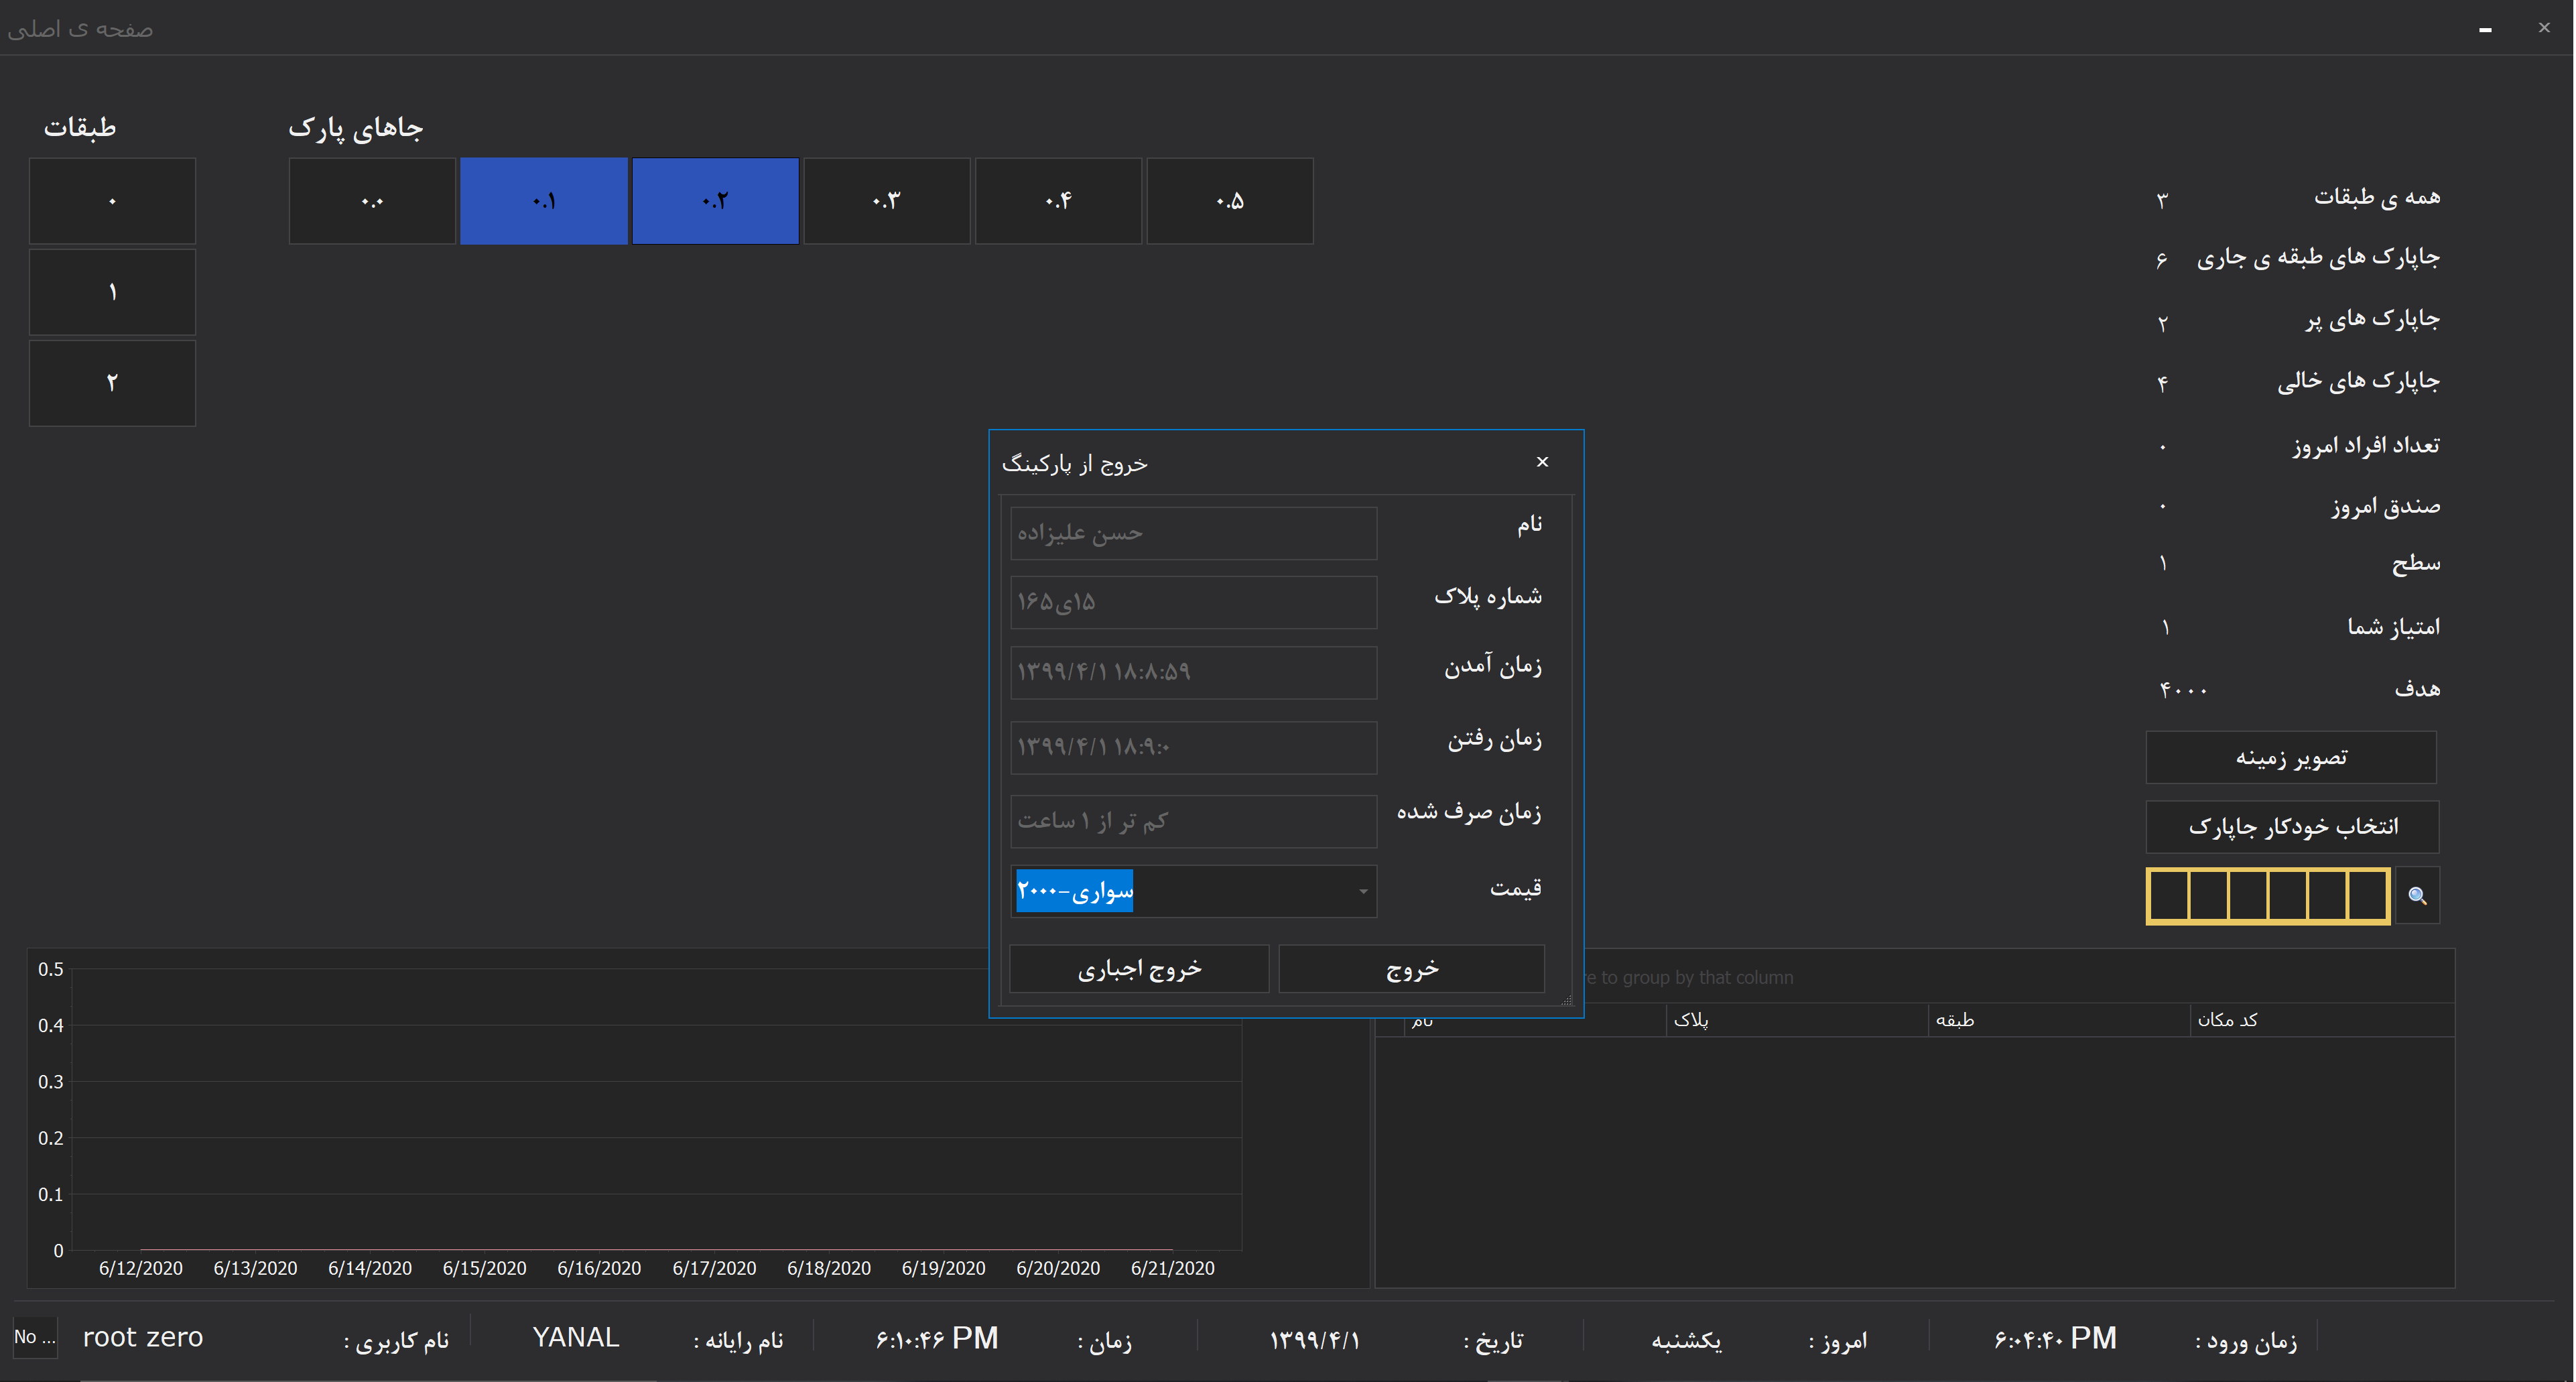 صفحه ی اصلی
طبقات
جاهای پارک
۰
۱
۲
۰.۰
۰.۱
۰.۲
۰.۳
۰.۴
۰.۵
همه ی طبقات ۳
جاپارک های طبقه ی جاری ۶
جاپارک های پر ۲
جاپارک های خالی ۴
تعداد افراد امروز ۰
صندق امروز ۰
سطح ۱
امتیاز شما ۱
هدف ۴۰۰۰
تصویر زمینه
انتخاب خودکار جاپارک
خروج از پارکینگ
نام
حسن علیزاده
شماره پلاک
۱۵ی۱۶۵
زمان آمدن
۱۳۹۹/۴/۱ ۱۸:۸:۵۹
زمان رفتن
۱۳۹۹/۴/۱ ۱۸:۹:۰
زمان صرف شده
کم تر از ۱ ساعت
قیمت
سواری-۲۰۰۰
خروج
خروج اجباری
to group by that column
نام
پلاک
طبقه
کد مکان
0.5
0.4
0.3
0.2
0.1
0
6/12/2020 6/13/2020 6/14/2020 6/15/2020 6/16/2020 6/17/2020 6/18/2020 6/19/2020 6/20/2020 6/21/2020
زمان ورود : ۶:۰۴:۴۰ PM
امروز : یکشنبه
تاریخ : ۱۳۹۹/۴/۱
زمان : ۶:۱۰:۴۶ PM
نام رایانه : YANAL
نام کاربری : root zero
No ...